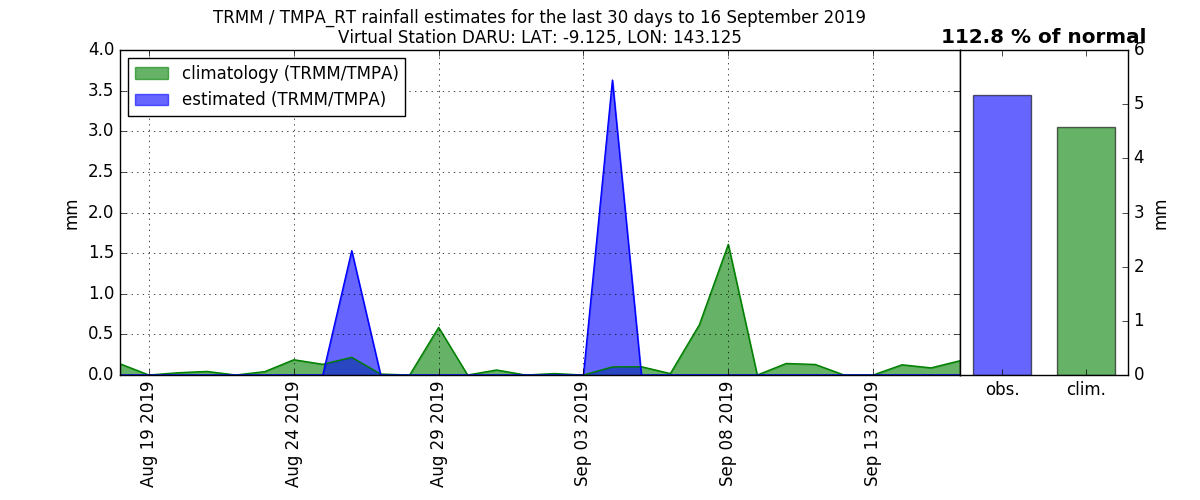 TRMM / TMPA_RT rainfall estimates for the last 30 days to 16 September 2019
Virtual Station DARU: LAT: -9.125, LON: 143.125
112.8 % of normal
climatology (TRMM/TMPA)
estimated (TRMM/TMPA)
4.0
3.5
3.0
2.5
2.0
1.5
1.0
0.5
0.0
mm
Aug 19 2019
Aug 24 2019
Aug 29 2019
Sep 03 2019
Sep 08 2019
Sep 13 2019
6
5
4
3
2
1
0
mm
obs.
clim.